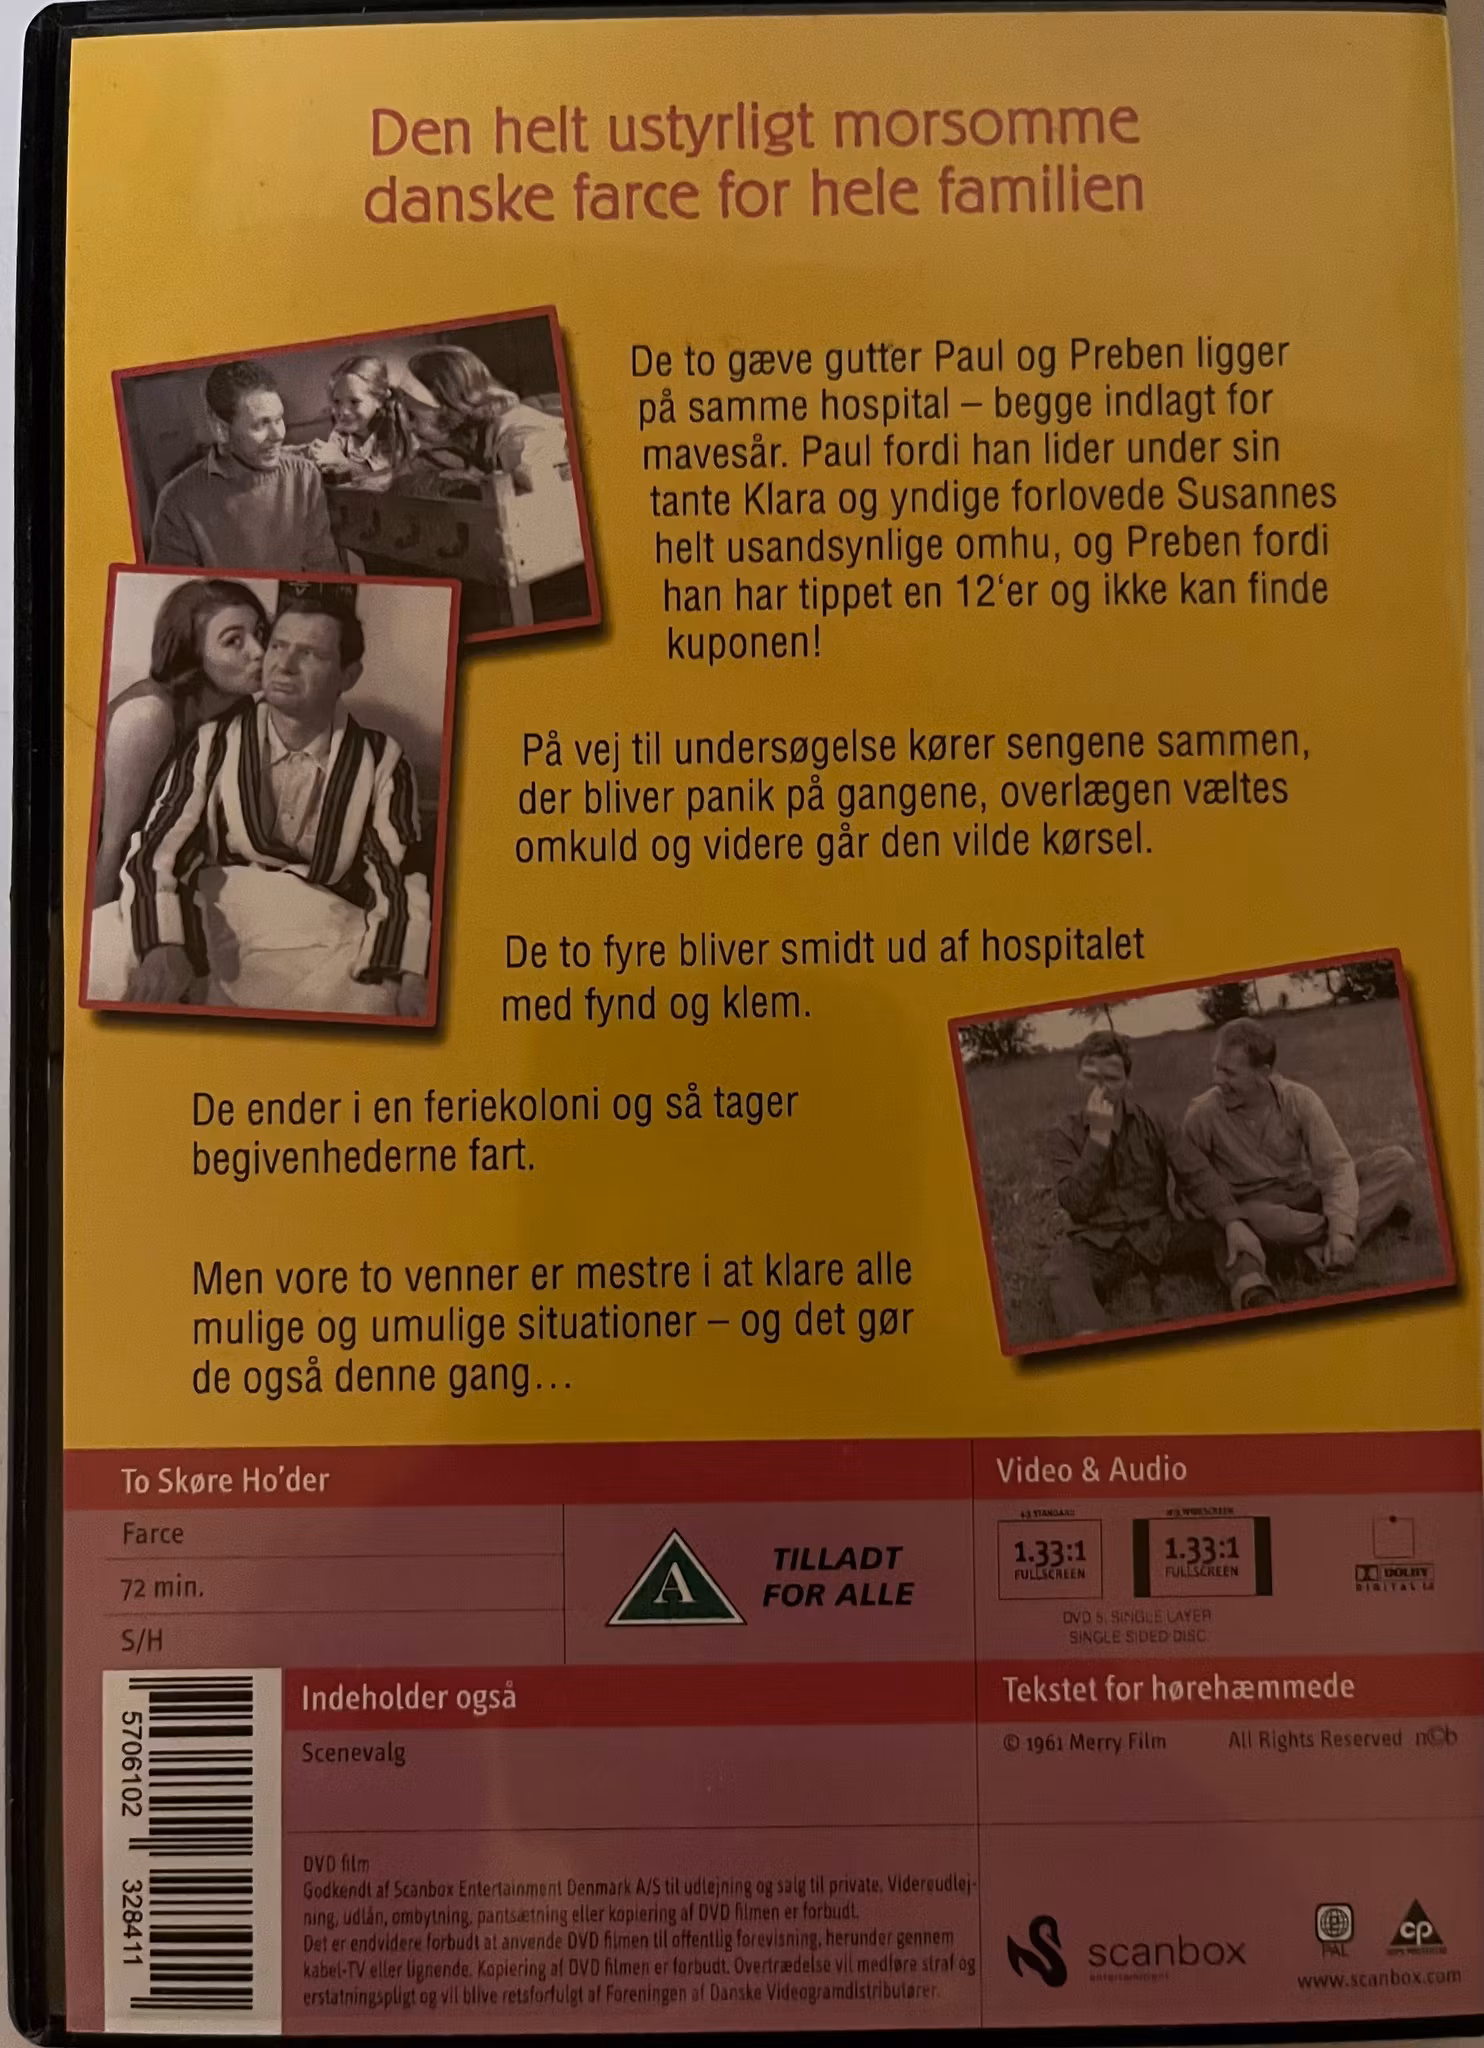 Den helt ustyrligt morsomme
danske farce for hele familien
De to gæve gutter Paul og Preben ligger
på samme hospital – begge indlagt for
mavesår. Paul fordi han lider under sin
tante Klara og yndige forlovede Susannes
helt usandsynlige omhu, og Preben fordi
han har tippet en 12‘er og ikke kan finde
kuponen!
På vej til undersøgelse kører sengene sammen,
der bliver panik på gangene, overlægen væltes
omkuld og videre går den vilde kørsel.
De to fyre bliver smidt ud af hospitalet
med fynd og klem.
De ender i en feriekoloni og så tager
begivenhederne fart.
Men vore to venner er mestre i at klare alle
mulige og umulige situationer – og det gør
de også denne gang...
To Skøre Ho'der
Farce
72 min.
S/H
A
TILLADT
FOR ALLE
Video & Audio
4:3 STANDARD
1.33:1
FULLSCREEN
16:9 WIDESCREEN
1.33:1
FULLSCREEN
DOLBY
DIGITAL
DVD 5, SINGLE LAYER
SINGLE SIDED DISC
Indeholder også
Scenevalg
Tekstet for hørehæmmede
© 1961 Merry Film All Rights Reserved ncb
DVD film
Godkendt af Scanbox Entertainment Denmark A/S til udlejning og salg til private. Videreudlej-
ning, udlån, ombytning, pantsætning eller kopiering af DVD filmen er forbudt.
Det er endvidere forbudt at anvende DVD filmen til offentlig forevisning, herunder gennem
kabel-TV eller lignende. Kopiering af DVD filmen er forbudt. Overtrædelse vil medføre straf og
erstatningspligt og vil blive retsforfulgt af Foreningen af Danske Videogramdistributører.
5706102 328411
scanbox
entertainment
PAL
cp
www.scanbox.com